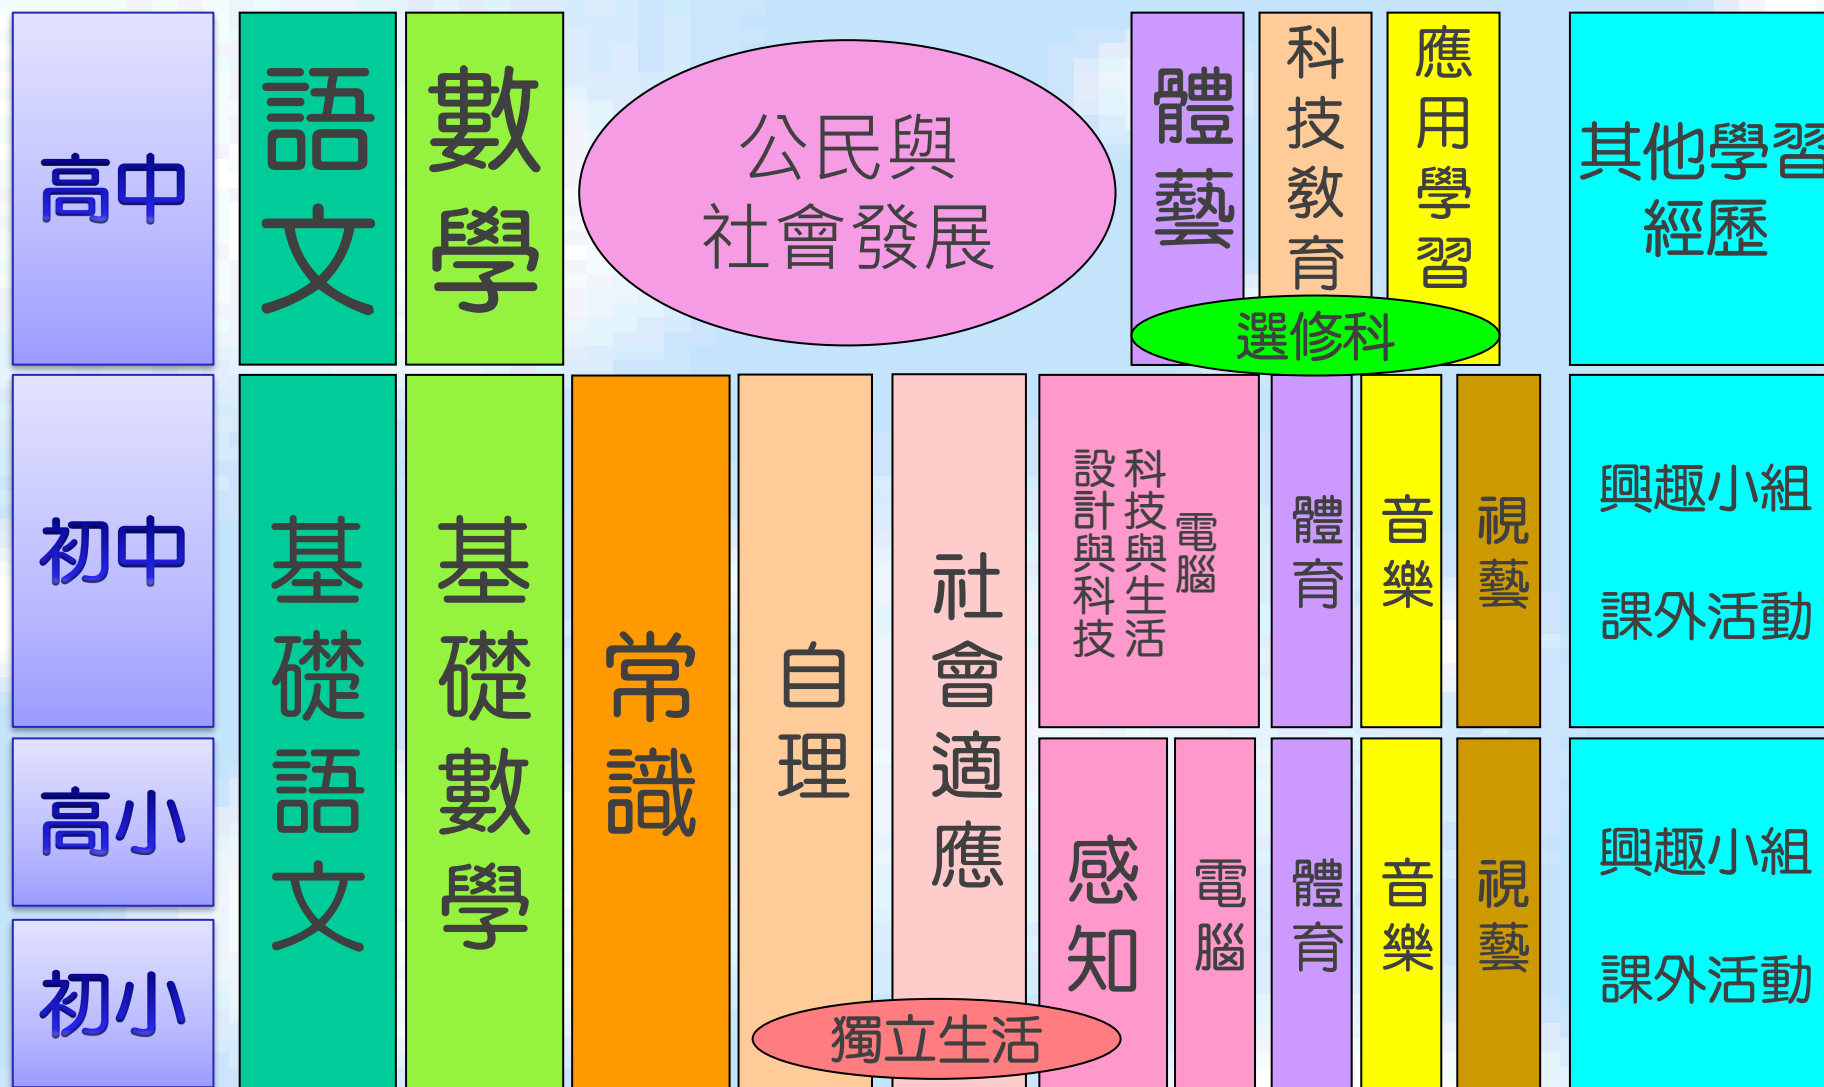 高中
語文
數學
公民與
社會發展
體藝
科技教育
應用學習
選修科
其他學習
經歷
初中
基礎語文
基礎數學
常識
自理
社會適應
設計與科技
科技與生活
電腦
體育
音樂
視藝
興趣小組
課外活動
高小
初小
感知
電腦
體育
音樂
視藝
興趣小組
課外活動
獨立生活